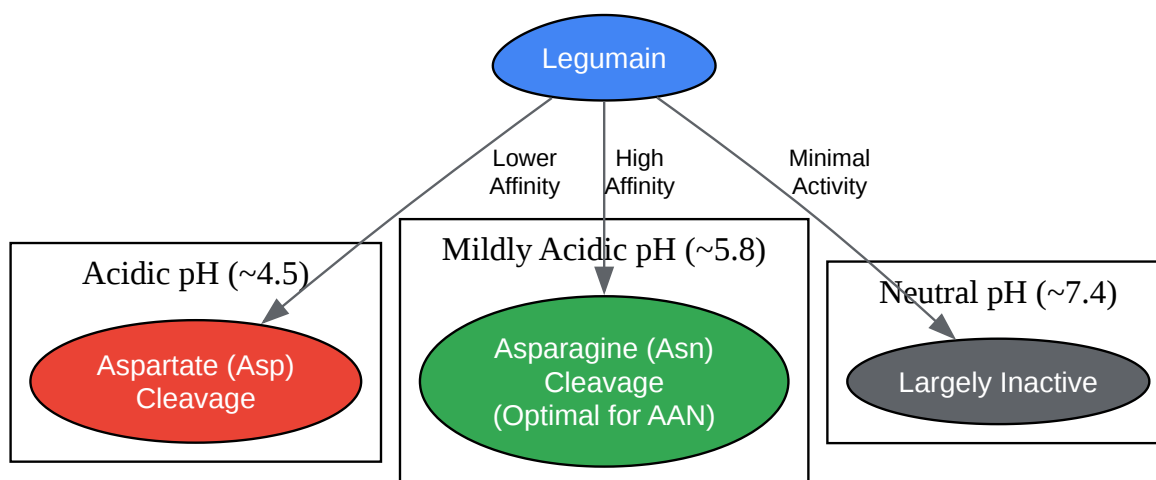 Legumain
Lower
Affinity
High
Affinity
Minimal
Activity
Acidic pH (~4.5)
Aspartate (Asp)
Cleavage
Mildly Acidic pH (~5.8)
Asparagine (Asn)
Cleavage
(Optimal for AAN)
Neutral pH (~7.4)
Largely Inactive